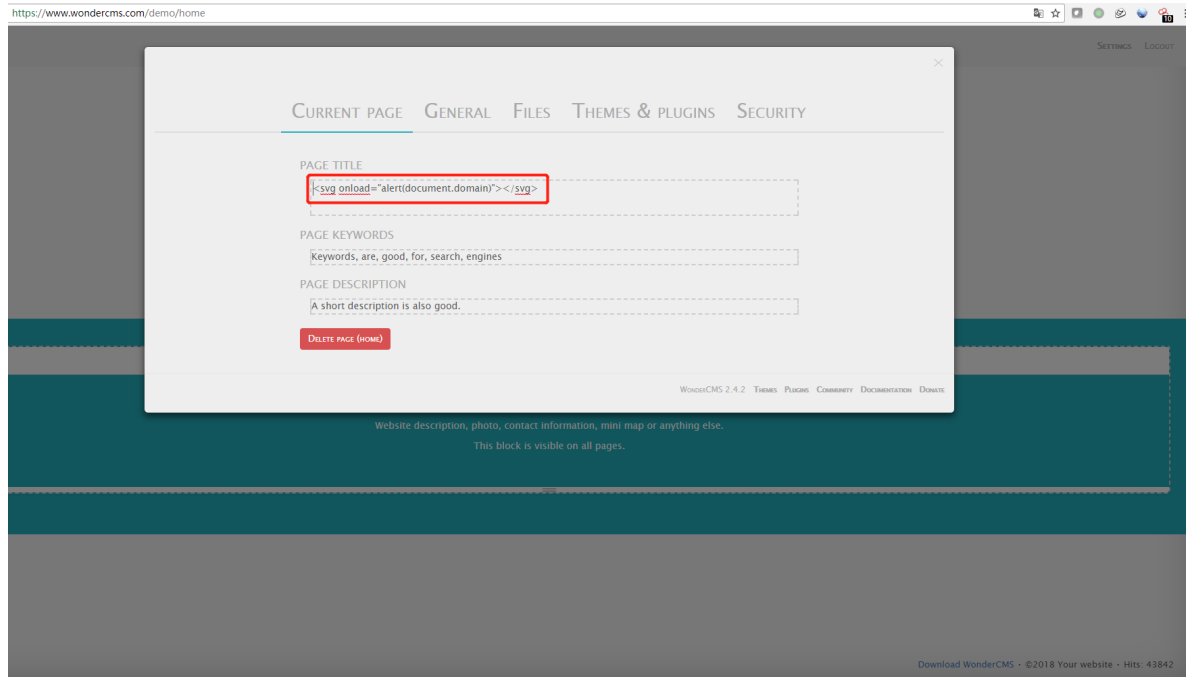 https://www.wondercms.com/demo/home
10
SETTINGS LOGOUT
×
CURRENT PAGE GENERAL FILES THEMES & PLUGINS SECURITY
PAGE TITLE
<svg onload="alert(document.domain)"></svg>
PAGE KEYWORDS
Keywords, are, good, for, search, engines
PAGE DESCRIPTION
A short description is also good.
DELETE PAGE (HOME)
WONDERCMS 2.4.2 THEMES PLUGINS COMMUNITY DOCUMENTATION DONATE
Website description, photo, contact information, mini map or anything else.
This block is visible on all pages.
Download WonderCMS • ©2018 Your website • Hits: 43842